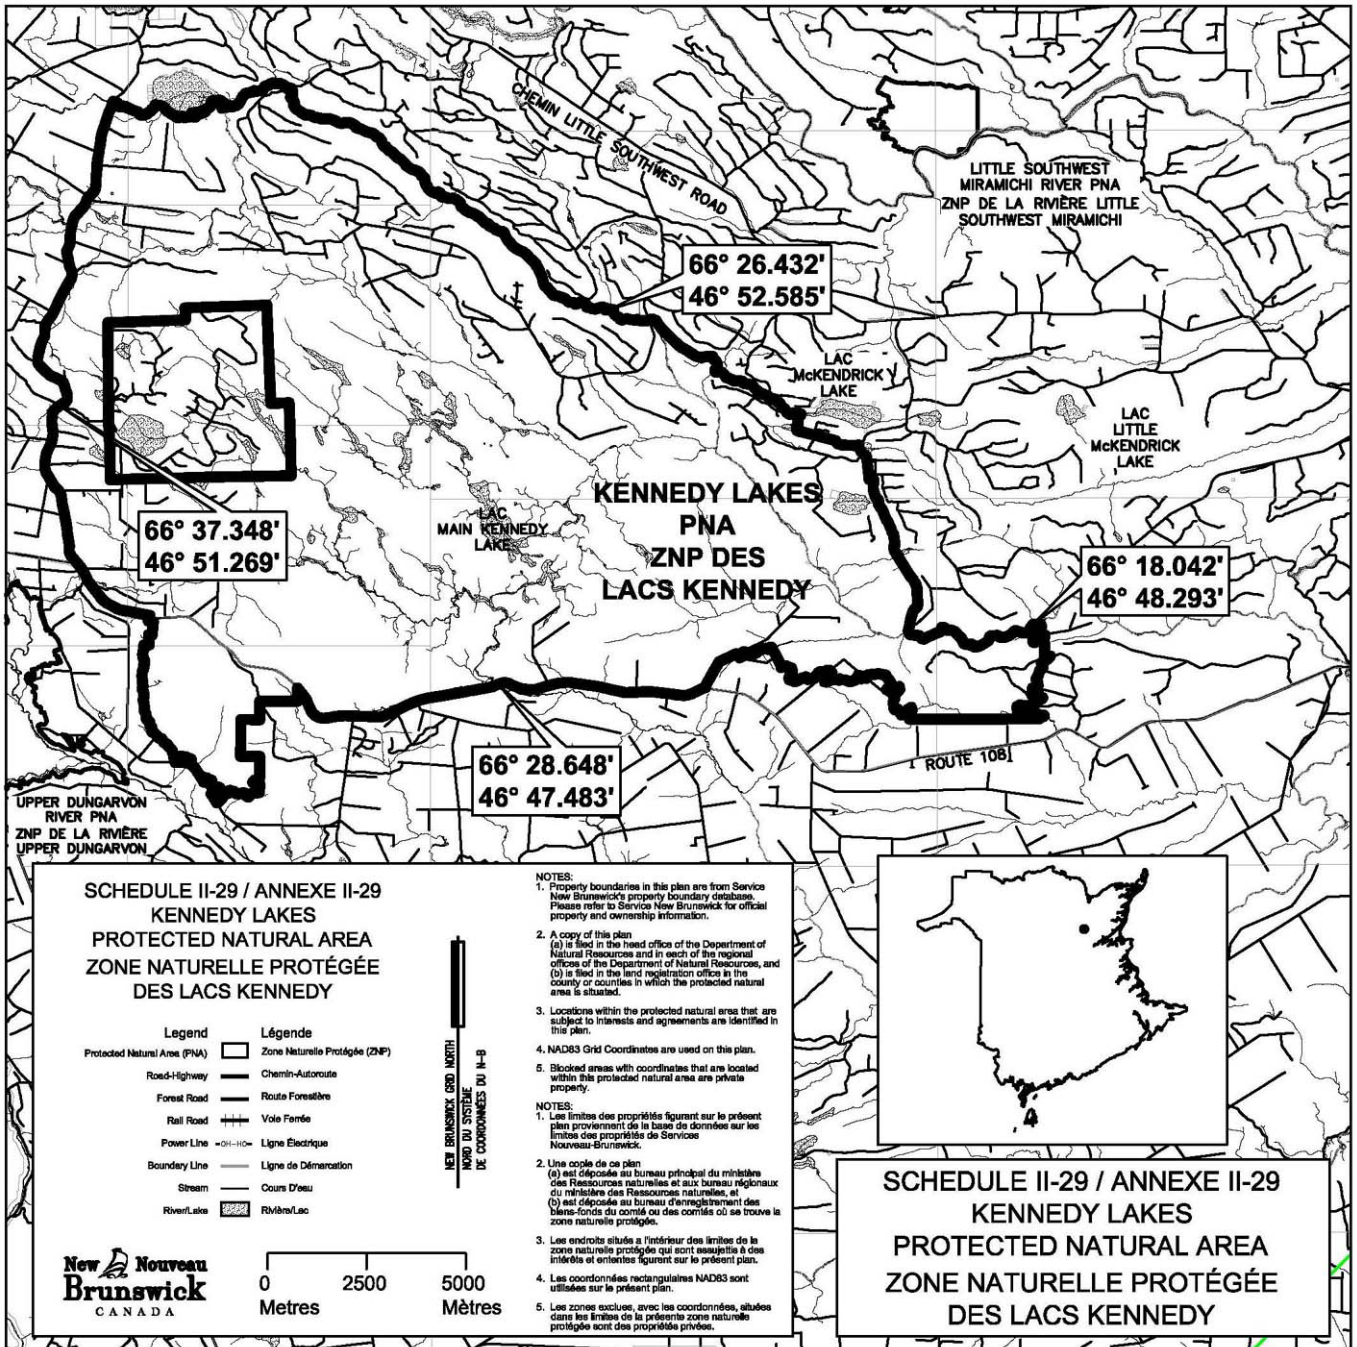 CHEMIN LITTLE SOUTHWEST ROAD
LITTLE SOUTHWEST
MIRAMICHI RIVER PNA
ZNP DE LA RIVIÈRE LITTLE
SOUTHWEST MIRAMICHI
66° 26.432'
46° 52.585'
LAC
McKENDRICK
LAKE
LAC
LITTLE
McKENDRICK
LAKE
KENNEDY LAKES
PNA
ZNP DES
LACS KENNEDY
LAC
MAIN KENNEDY
LAKE
66° 37.348'
46° 51.269'
66° 18.042'
46° 48.293'
66° 28.648'
46° 47.483'
ROUTE 108
UPPER DUNGARVON
RIVER PNA
ZNP DE LA RIVIÈRE
UPPER DUNGARVON
SCHEDULE II-29 / ANNEXE II-29
KENNEDY LAKES
PROTECTED NATURAL AREA
ZONE NATURELLE PROTÉGÉE
DES LACS KENNEDY
Legend Légende
Protected Natural Area (PNA) Zone Naturelle Protégée (ZNP)
Road-Highway Chemin-Autoroute
Forest Road Route Forestière
Rail Road Voie Ferrée
Power Line -OH-HO- Ligne Électrique
Boundary Line Ligne de Démarcation
Stream Cours D'eau
River/Lake Rivière/Lac
NEW BRUNSWICK GRID NORTH
NORD DU SYSTÈME
DE COORDONNÉES DU N-B
New Nouveau
Brunswick
CANADA
0 2500 5000
Metres Mètres
NOTES:
1. Property boundaries in this plan are from Service
New Brunswick's property boundary database.
Please refer to Service New Brunswick for official
property and ownership information.
2. A copy of this plan
(a) is filed in the head office of the Department of
Natural Resources and in each of the regional
offices of the Department of Natural Resources, and
(b) is filed in the land registration office in the
county or counties in which the protected natural
area is situated.
3. Locations within the protected natural area that are
subject to interests and agreements are identified in
this plan.
4. NAD83 Grid Coordinates are used on this plan.
5. Blocked areas with coordinates that are located
within this protected natural area are private
property.
NOTES:
1. Les limites des propriétés figurant sur le présent
plan proviennent de la base de données sur les
limites des propriétés de Services
Nouveau-Brunswick.
2. Une copie de ce plan
(a) est déposée au bureau principal du ministère
des Ressources naturelles et aux bureau régionaux
du ministère des Ressources naturelles, et
(b) est déposée au bureau d'enregistrement des
biens-fonds du comté ou des comtés où se trouve la
zone naturelle protégée.
3. Les endroits situés a l'intérieur des limites de la
zone naturelle protégée qui sont assujettis à des
intérêts et ententes figurent sur le présent plan.
4. Les coordonnées rectangulaires NAD83 sont
utilisées sur le présent plan.
5. Les zones exclues, avec les coordonnées, situées
dans les limites de la présente zone naturelle
protégée sont des propriétés privées.
SCHEDULE II-29 / ANNEXE II-29
KENNEDY LAKES
PROTECTED NATURAL AREA
ZONE NATURELLE PROTÉGÉE
DES LACS KENNEDY